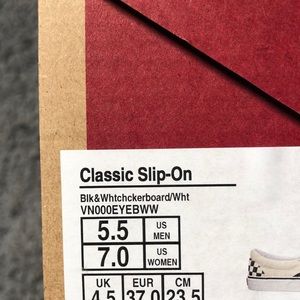 Classic Slip-On
Blk&Whtchckerboard/Wht
VN000EYEBWW
5.5 US MEN
7.0 US WOMEN
UK EUR CM
4.5 37.0 23.5